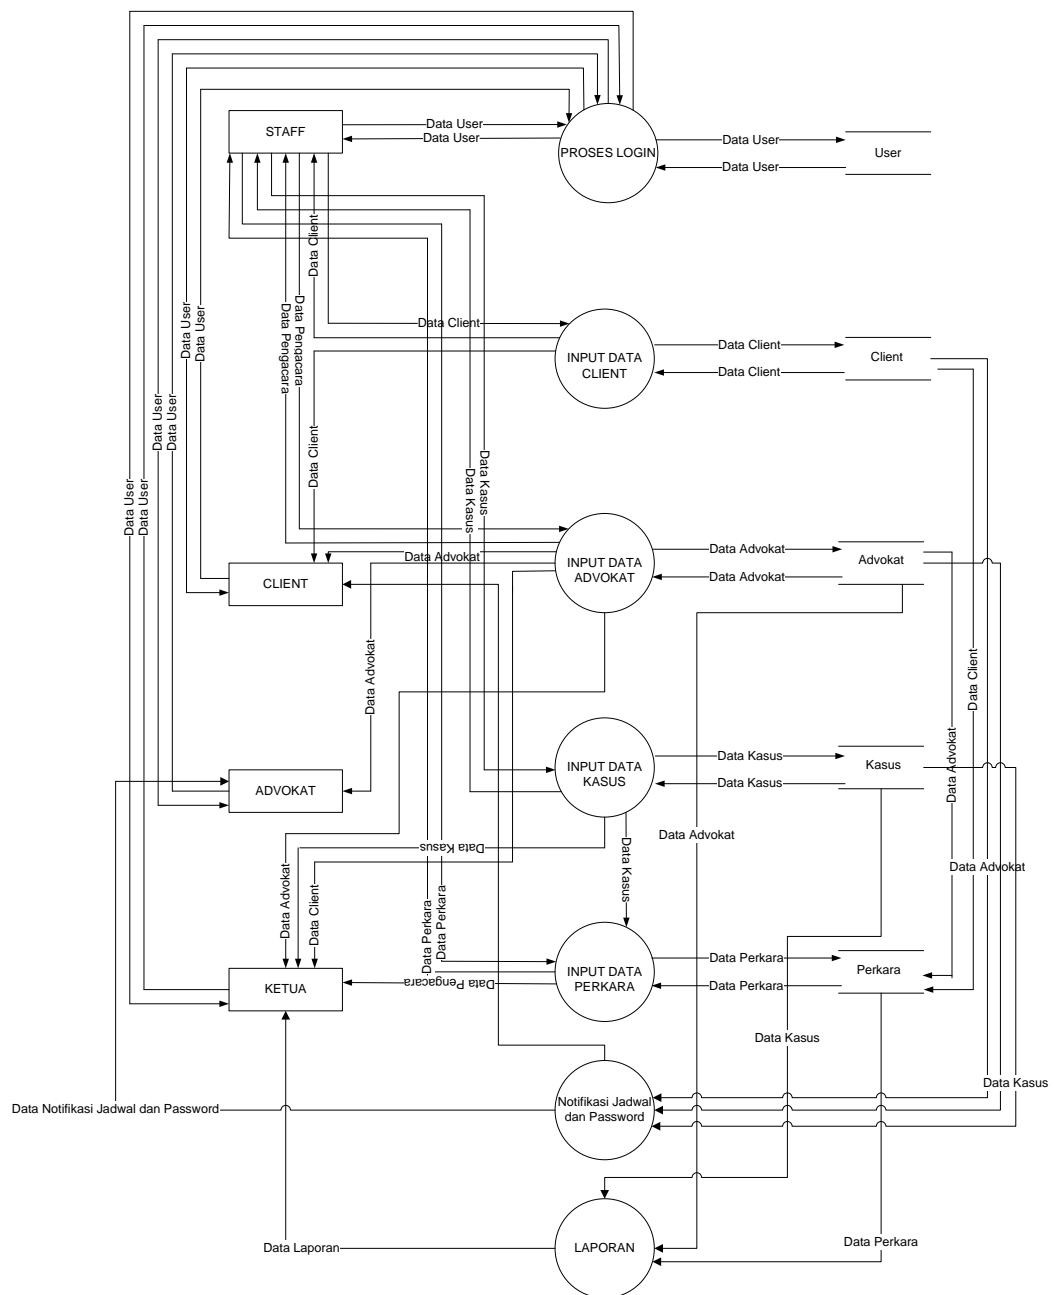 STAFF
Data User
Data User
PROSES LOGIN
Data User
Data User
User
Data Client
Data Client
INPUT DATA
CLIENT
Data Client
Data Client
Client
Data Pengacara
Data Pengacara
Data User
Data User
Data User
Data User
Data User
Data User
Data Client
Data Kasus
Data Kasus
CLIENT
Data Advokat
INPUT DATA
ADVOKAT
Data Advokat
Data Advokat
Advokat
Data Advokat
Data Client
Data Advokat
ADVOKAT
INPUT DATA
KASUS
Data Kasus
Data Kasus
Kasus
Data Advokat
Data Kasus
Data Kasus
Data Advokat
Data Advokat
Data Client
Data Perkara
Data Perkara
KETUA
Data Pengacara
INPUT DATA
PERKARA
Data Perkara
Data Perkara
Perkara
Data Kasus
Data Kasus
Data Notifikasi Jadwal dan Password
Notifikasi Jadwal
dan Password
Data Laporan
LAPORAN
Data Perkara